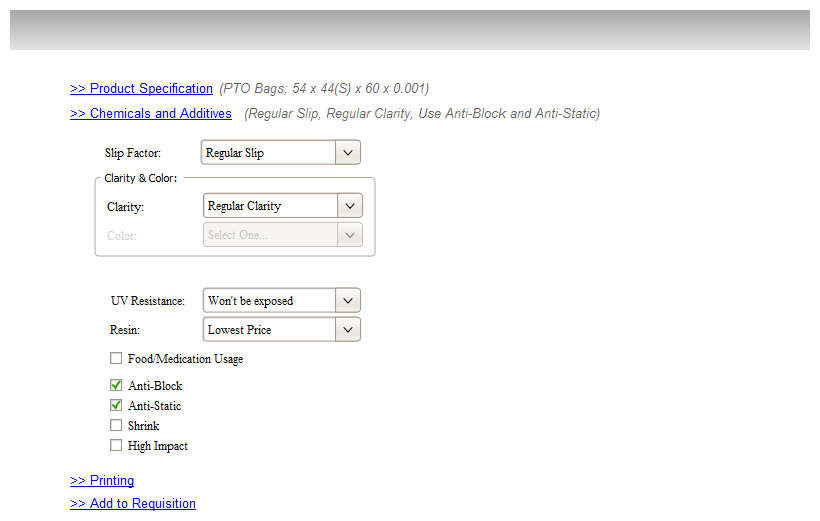 >> Product Specification (PTO Bags; 54 x 44(S) x 60 x 0.001)
>> Chemicals and Additives (Regular Slip, Regular Clarity, Use Anti-Block and Anti-Static)
Slip Factor: Regular Slip
Clarity & Color:
Clarity: Regular Clarity
Color: Select One...
UV Resistance: Won't be exposed
Resin: Lowest Price
Food/Medication Usage
Anti-Block
Anti-Static
Shrink
High Impact
>> Printing
>> Add to Requisition